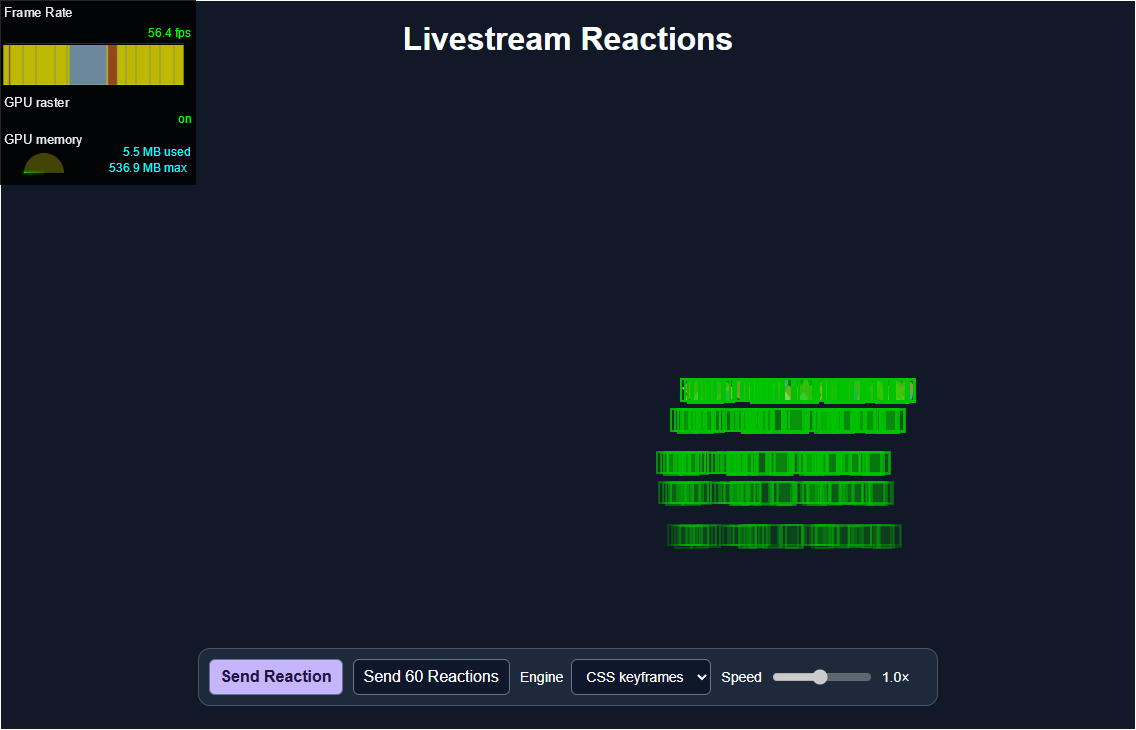 Frame Rate
56.4 fps
GPU raster
on
GPU memory
5.5 MB used
536.9 MB max
Livestream Reactions
Send Reaction
Send 60 Reactions
Engine
CSS keyframes
Speed
1.0×